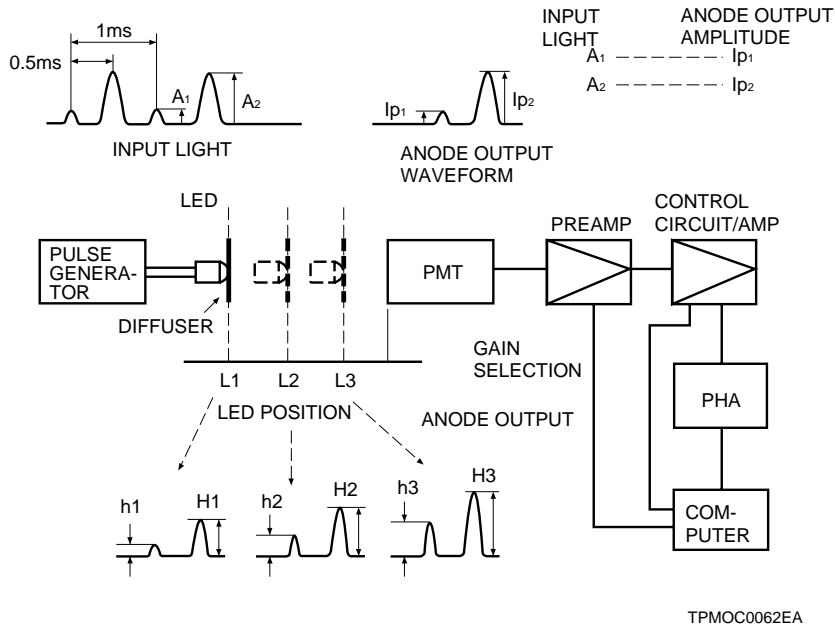 1ms
0.5ms
A1
A2
INPUT LIGHT
Ip1
Ip2
ANODE OUTPUT
WAVEFORM
INPUT
LIGHT
ANODE OUTPUT
AMPLITUDE
A1 Ip1
A2 Ip2
LED
PULSE
GENERA-
TOR
DIFFUSER
PMT
PREAMP
CONTROL
CIRCUIT/AMP
GAIN
SELECTION
PHA
COM-
PUTER
L1 L2 L3
LED POSITION
ANODE OUTPUT
h1 H1
h2 H2
h3 H3
TPMOC0062EA